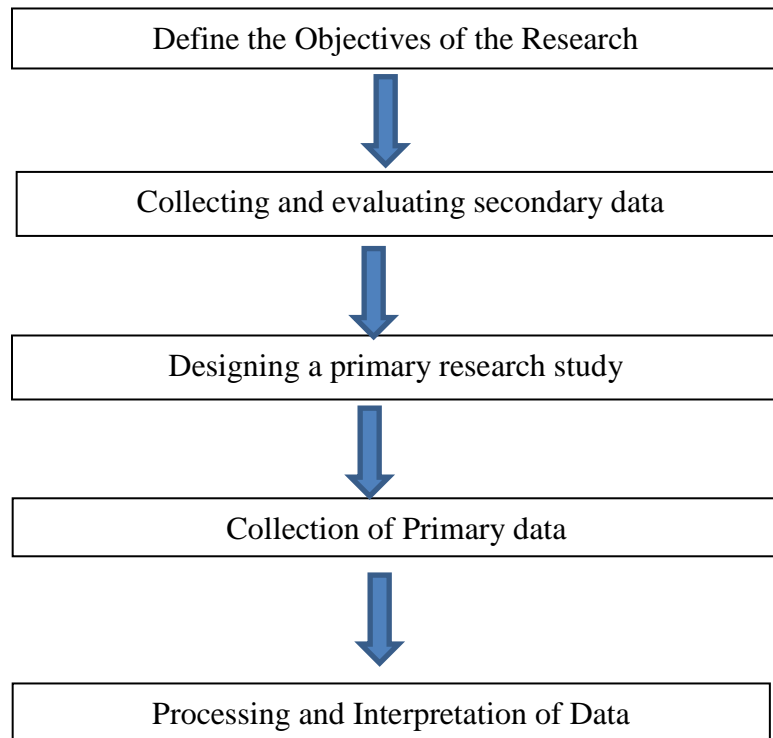 Define the Objectives of the Research
Collecting and evaluating secondary data
Designing a primary research study
Collection of Primary data
Processing and Interpretation of Data